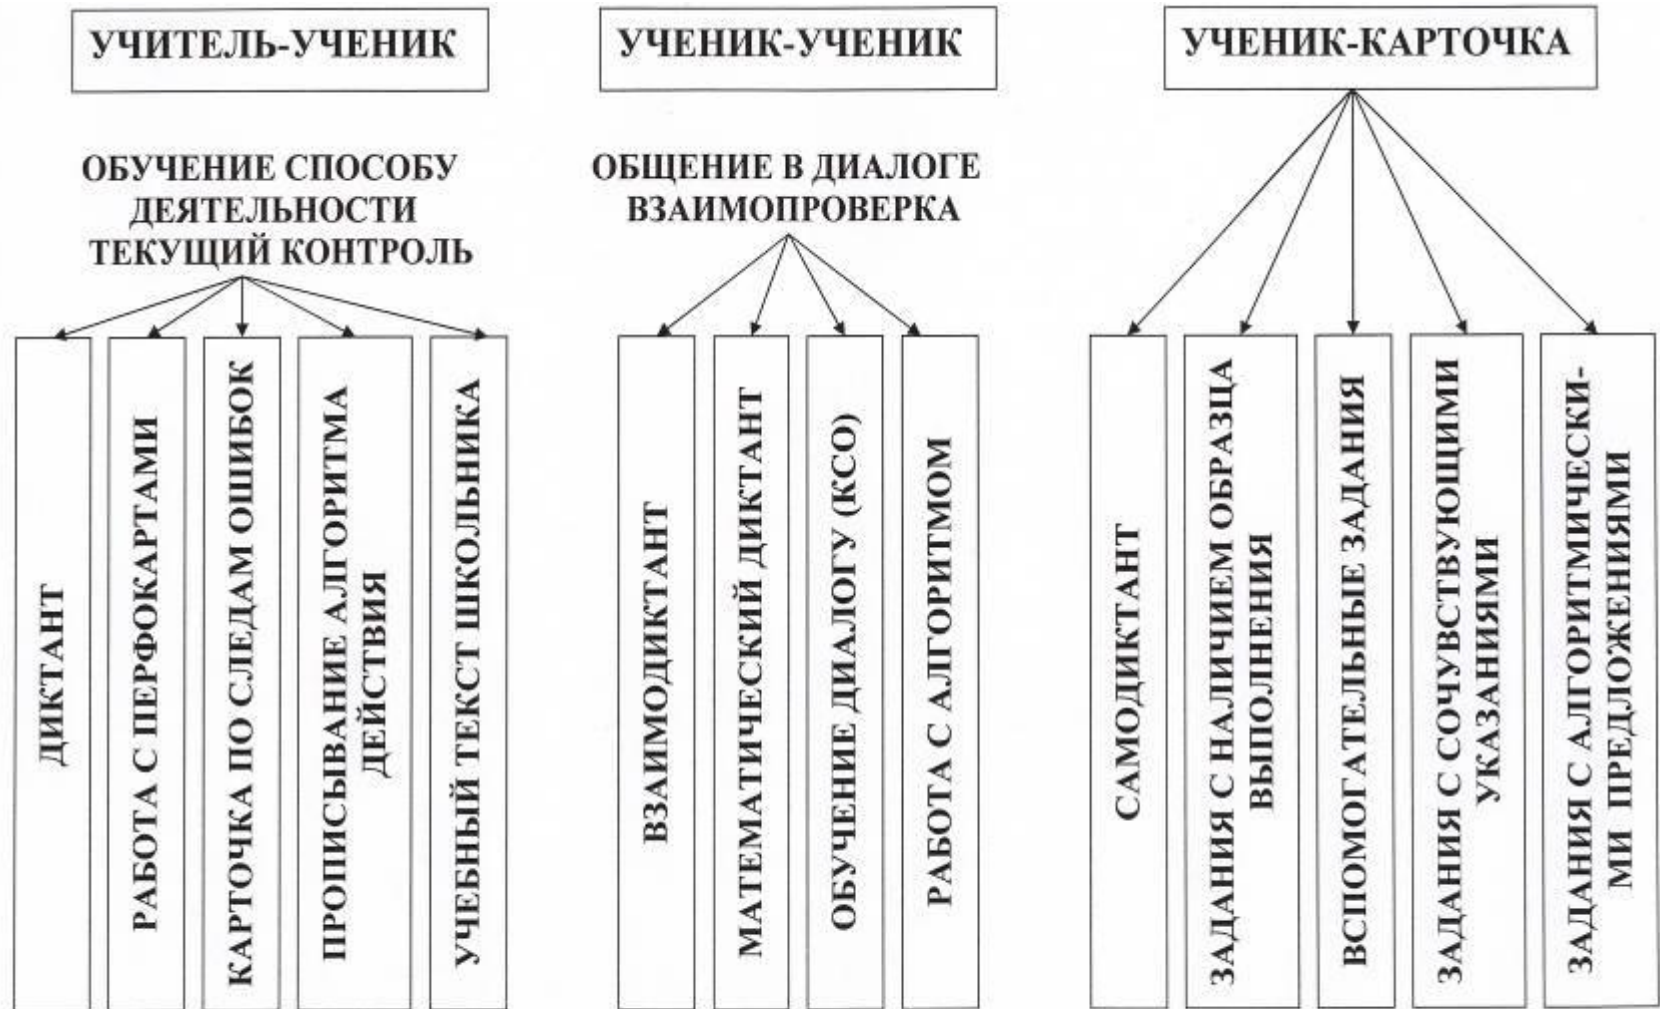 УЧИТЕЛЬ-УЧЕНИК
УЧЕНИК-УЧЕНИК
УЧЕНИК-КАРТОЧКА
ОБУЧЕНИЕ СПОСОБУ
ДЕЯТЕЛЬНОСТИ
ТЕКУЩИЙ КОНТРОЛЬ
ОБЩЕНИЕ В ДИАЛОГЕ
ВЗАИМОПРОВЕРКА
ДИКТАНТ
РАБОТА С ПЕРФОКАРТАМИ
КАРТОЧКА ПО СЛЕДАМ ОШИБОК
ПРОПИСЫВАНИЕ АЛГОРИТМА
ДЕЙСТВИЯ
УЧЕБНЫЙ ТЕКСТ ШКОЛЬНИКА
ВЗАИМОДИКТАНТ
МАТЕМАТИЧЕСКИЙ ДИКТАНТ
ОБУЧЕНИЕ ДИАЛОГУ (КСО)
РАБОТА С АЛГОРИТМОМ
САМОДИКТАНТ
ЗАДАНИЯ С НАЛИЧИЕМ ОБРАЗЦА
ВЫПОЛНЕНИЯ
ВСПОМОГАТЕЛЬНЫЕ ЗАДАНИЯ
ЗАДАНИЯ С СОЧУВСТВУЮЩИМИ
УКАЗАНИЯМИ
ЗАДАНИЯ С АЛГОРИТМИЧЕСКИ-
МИ ПРЕДЛОЖЕНИЯМИ